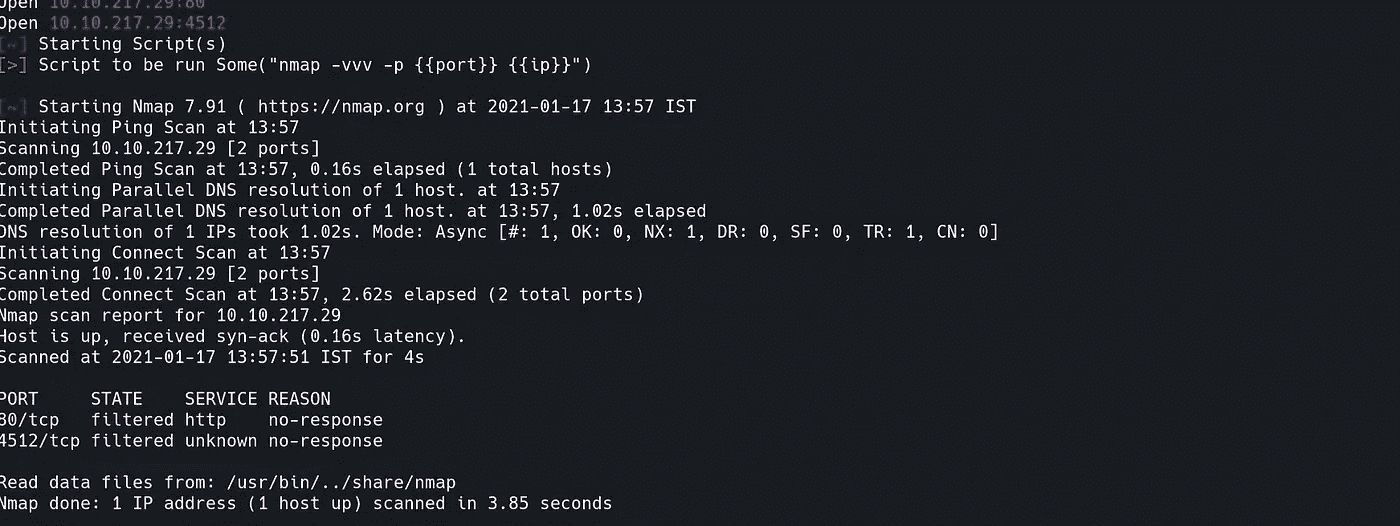 Open 10.10.217.29:80
Open 10.10.217.29:4512
[~] Starting Script(s)
[>] Script to be run Some("nmap -vvv -p {{port}} {{ip}}")
[~] Starting Nmap 7.91 ( https://nmap.org ) at 2021-01-17 13:57 IST
Initiating Ping Scan at 13:57
Scanning 10.10.217.29 [2 ports]
Completed Ping Scan at 13:57, 0.16s elapsed (1 total hosts)
Initiating Parallel DNS resolution of 1 host. at 13:57
Completed Parallel DNS resolution of 1 host. at 13:57, 1.02s elapsed
DNS resolution of 1 IPs took 1.02s. Mode: Async [#: 1, OK: 0, NX: 1, DR: 0, SF: 0, TR: 1, CN: 0]
Initiating Connect Scan at 13:57
Scanning 10.10.217.29 [2 ports]
Completed Connect Scan at 13:57, 2.62s elapsed (2 total ports)
Nmap scan report for 10.10.217.29
Host is up, received syn-ack (0.16s latency).
Scanned at 2021-01-17 13:57:51 IST for 4s
PORT     STATE    SERVICE REASON
80/tcp   filtered http    no-response
4512/tcp filtered unknown no-response
Read data files from: /usr/bin/../share/nmap
Nmap done: 1 IP address (1 host up) scanned in 3.85 seconds